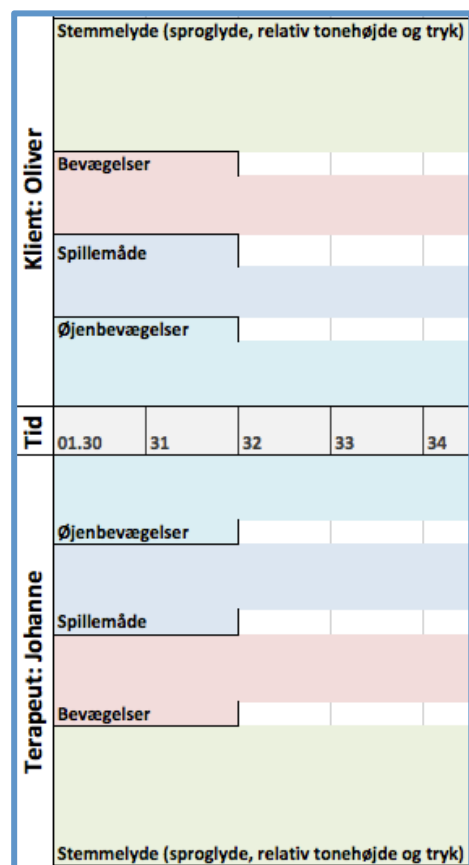 Klient: Oliver
Stemmelyde (sproglyde, relativ tonehøjde og tryk)
Bevægelser
Spillemåde
Øjenbevægelser
Tid
01.30 31 32 33 34
Terapeut: Johanne
Øjenbevægelser
Spillemåde
Bevægelser
Stemmelyde (sproglyde, relativ tonehøjde og tryk)